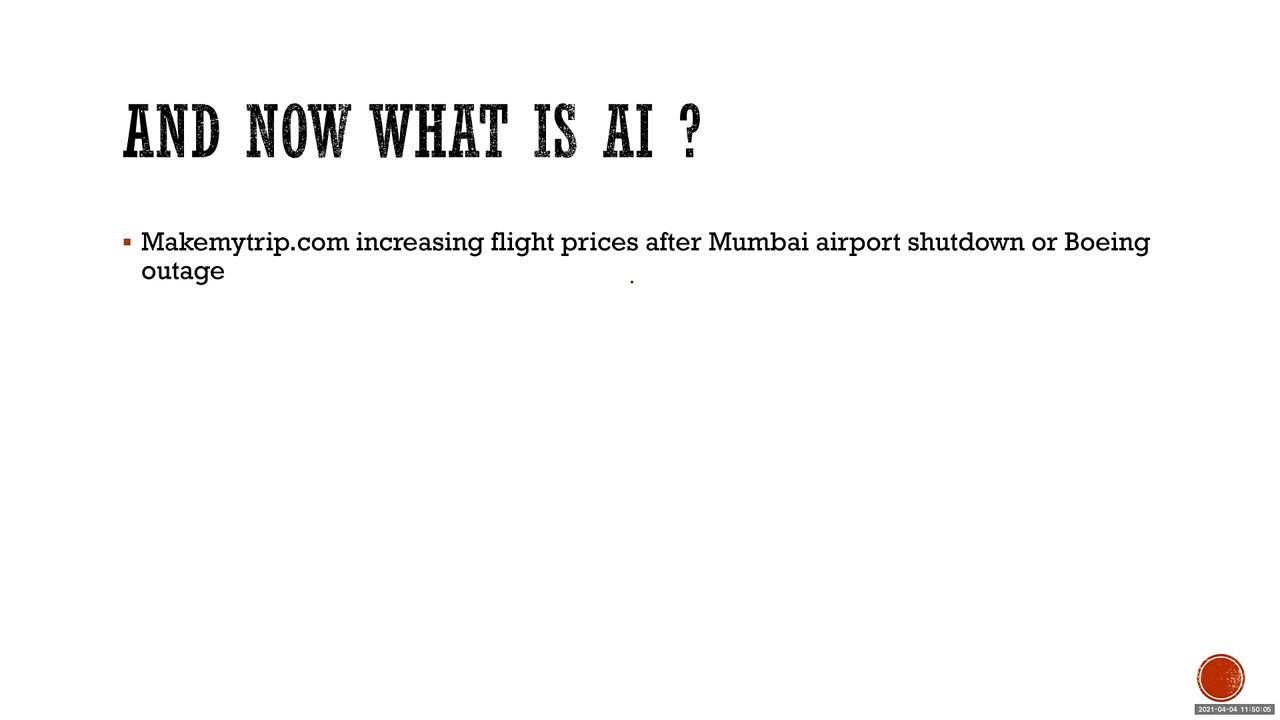 AND NOW WHAT IS AI ?
▪ Makemytrip.com increasing flight prices after Mumbai airport shutdown or Boeing
outage
2021-04-04 11:50:05